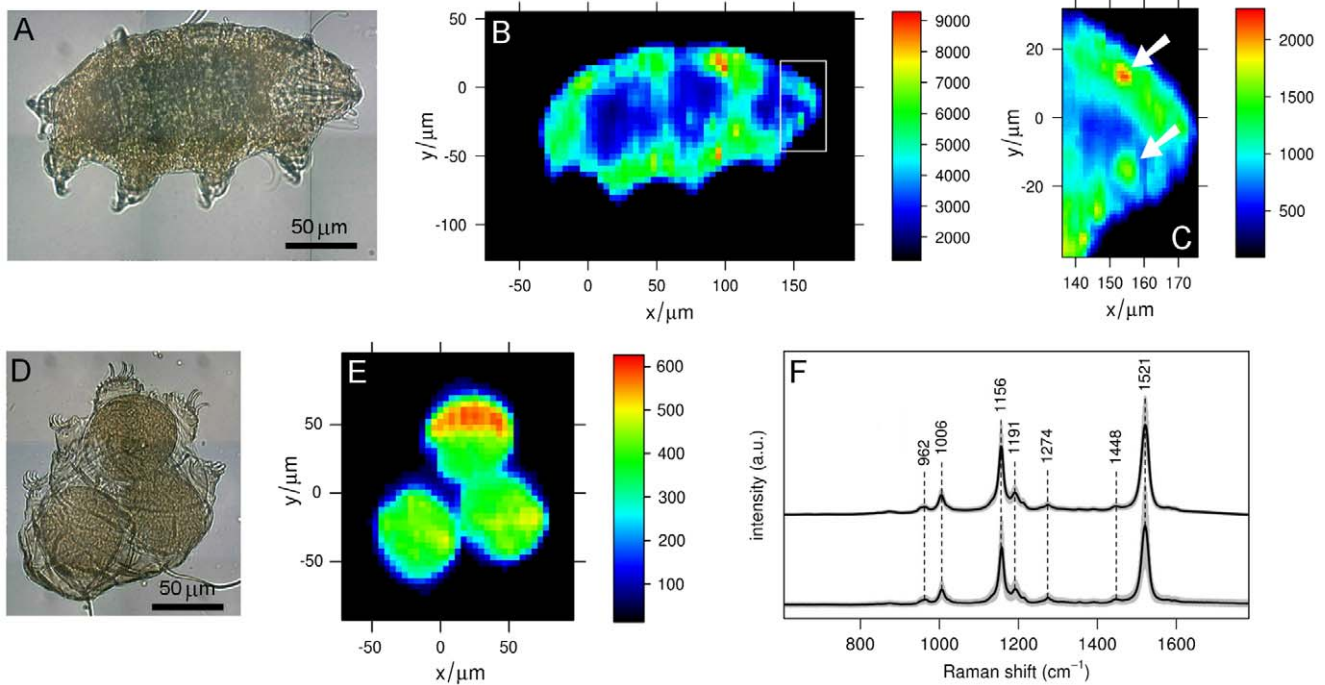 A
50 μm
B
50
0
-50
-100
y/μm
-50 0 50 100 150
x/μm
9000
8000
7000
6000
5000
4000
3000
2000
C
20
0
-20
y/μm
140 150 160 170
x/μm
2000
1500
1000
500
D
50 μm
E
50
0
-50
y/μm
-50 0 50
x/μm
600
500
400
300
200
100
F
962
1006
1156
1191
1274
1448
1521
intensity (a.u.)
800 1000 1200 1400 1600
Raman shift (cm⁻¹)